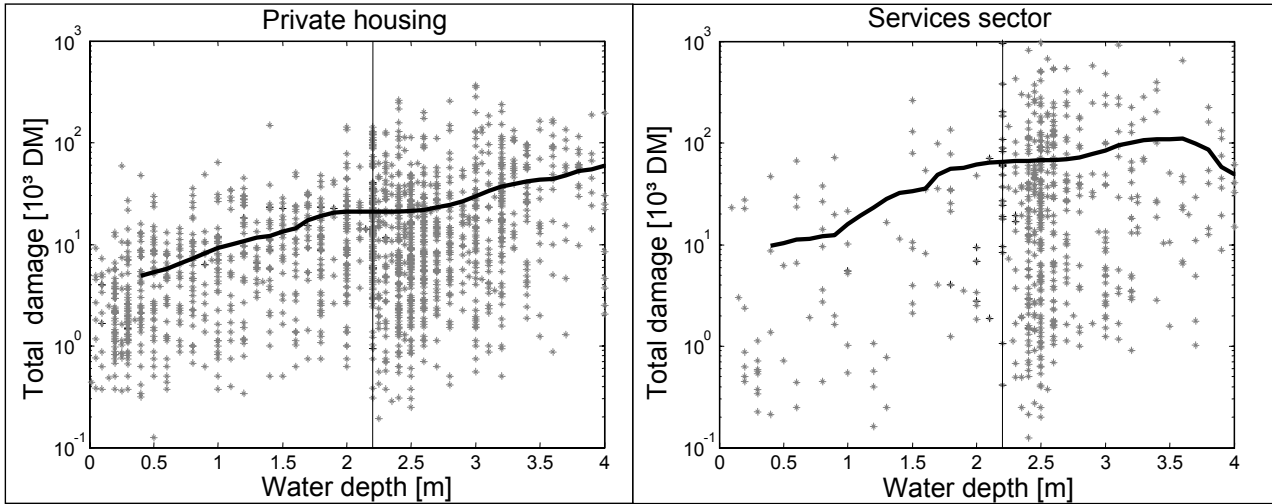 Private housing
10³
10²
10¹
10⁰
10⁻¹
Total damage [10³ DM]
0 0.5 1 1.5 2 2.5 3 3.5 4
Water depth [m]
Services sector
10³
10²
10¹
10⁰
10⁻¹
Total damage [10³ DM]
0 0.5 1 1.5 2 2.5 3 3.5 4
Water depth [m]